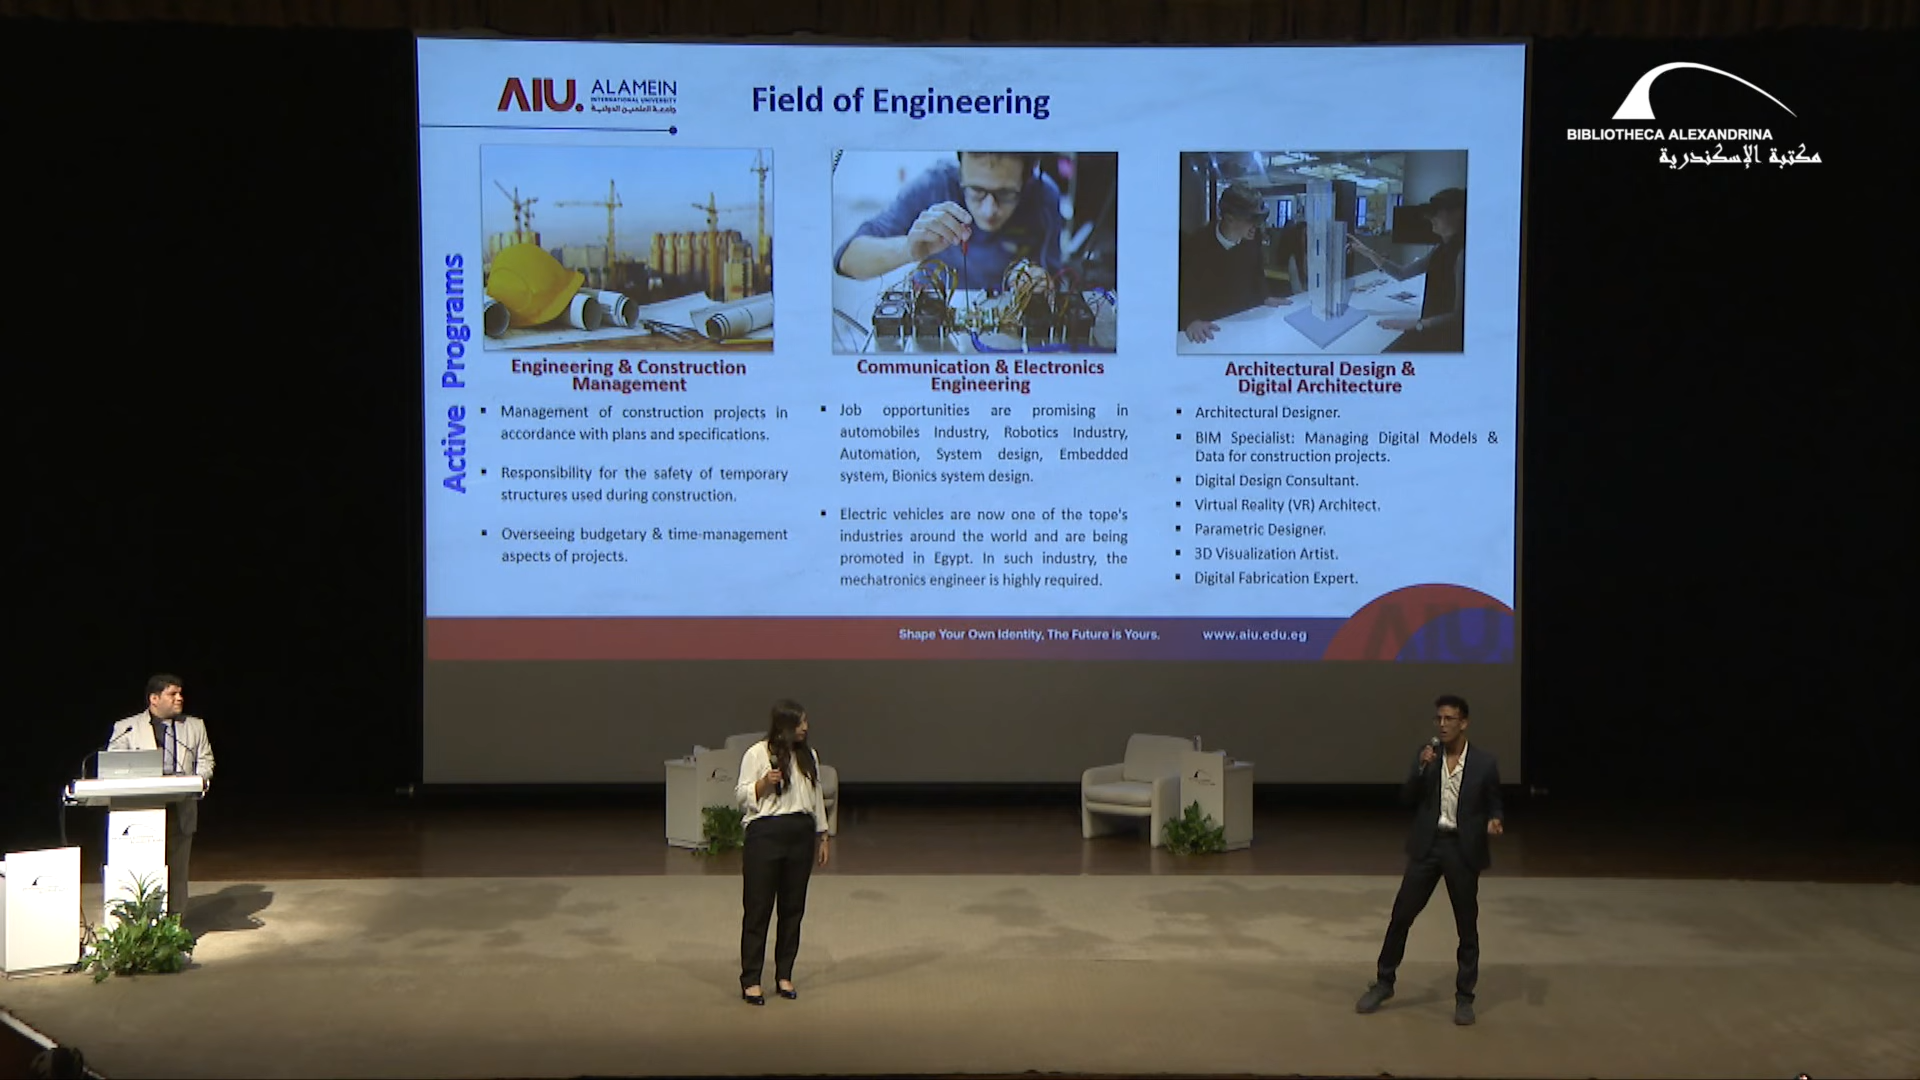 AIU.
ALAMEIN
INTERNATIONAL UNIVERSITY
جامعة العلمين الدولية
Field of Engineering
BIBLIOTHECA ALEXANDRINA
مكتبة الإسكندرية
Active Programs
Engineering & Construction
Management
▪ Management of construction projects in
accordance with plans and specifications.
▪ Responsibility for the safety of temporary
structures used during construction.
▪ Overseeing budgetary & time-management
aspects of projects.
Communication & Electronics
Engineering
▪ Job opportunities are promising in
automobiles Industry, Robotics Industry,
Automation, System design, Embedded
system, Bionics system design.
▪ Electric vehicles are now one of the tope's
industries around the world and are being
promoted in Egypt. In such industry, the
mechatronics engineer is highly required.
Architectural Design &
Digital Architecture
▪ Architectural Designer.
▪ BIM Specialist: Managing Digital Models &
Data for construction projects.
▪ Digital Design Consultant.
▪ Virtual Reality (VR) Architect.
▪ Parametric Designer.
▪ 3D Visualization Artist.
▪ Digital Fabrication Expert.
Shape Your Own Identity, The Future is Yours.
www.aiu.edu.eg
AIU.